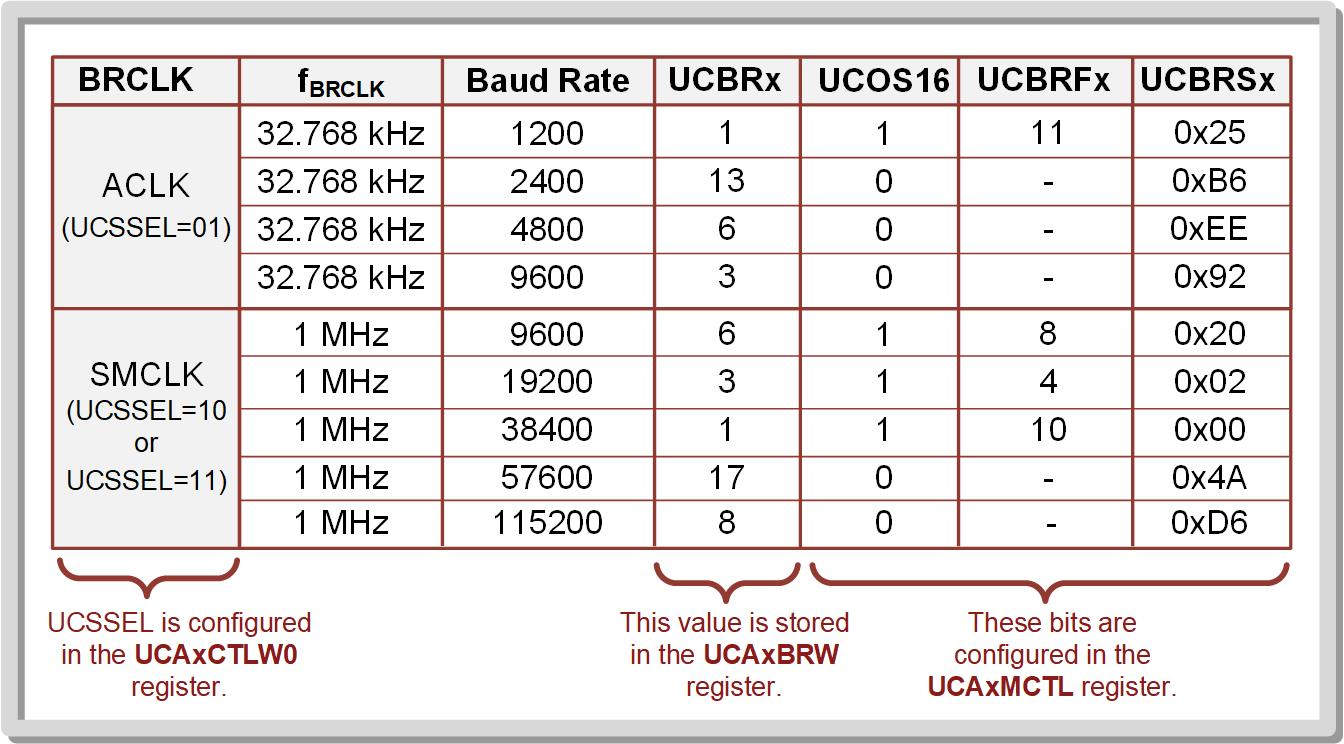 BRCLK fBRCLK Baud Rate UCBRx UCOS16 UCBRFx UCBRSx
ACLK
(UCSSEL=01)
32.768 kHz 1200 1 1 11 0x25
32.768 kHz 2400 13 0 - 0xB6
32.768 kHz 4800 6 0 - 0xEE
32.768 kHz 9600 3 0 - 0x92
SMCLK
(UCSSEL=10
or
UCSSEL=11)
1 MHz 9600 6 1 8 0x20
1 MHz 19200 3 1 4 0x02
1 MHz 38400 1 1 10 0x00
1 MHz 57600 17 0 - 0x4A
1 MHz 115200 8 0 - 0xD6
UCSSEL is configured
in the UCAxCTLW0
register.
This value is stored
in the UCAxBRW
register.
These bits are
configured in the
UCAxMCTL register.